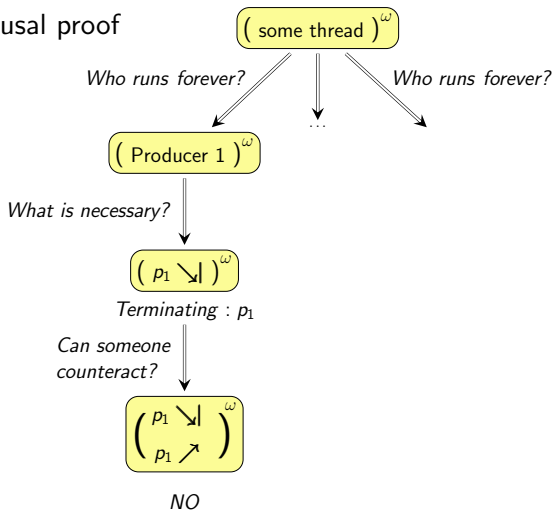 usal proof
( some thread )^ω
Who runs forever?
Who runs forever?
...
( Producer 1 )^ω
What is necessary?
( p₁ ↘| )^ω
Terminating : p₁
Can someone
counteract?
( p₁ ↘|
p₁ ↗ )^ω
NO